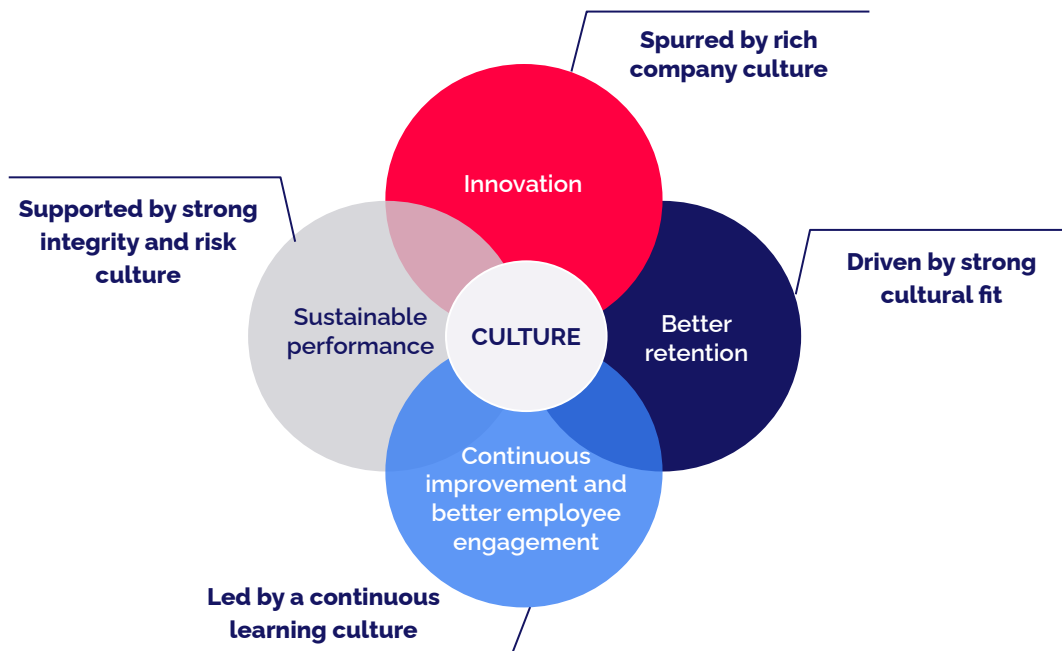 Spurred by rich
company culture
Innovation
Supported by strong
integrity and risk
culture
Driven by strong
cultural fit
Sustainable
performance
CULTURE
Better
retention
Continuous
improvement and
better employee
engagement
Led by a continuous
learning culture